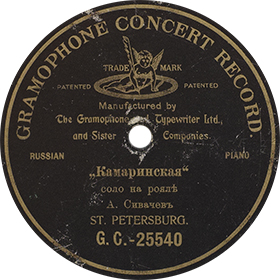 GRAMOPHONE CONCERT RECORD
TRADE MARK
PATENTED PATENTED
Manufactured by
The Gramophone and Typewriter Ltd.,
and Sister Companies.
RUSSIAN PIANO
„Камаринская“
соло на роялѣ
А. Сивачевъ
ST. PETERSBURG.
G. C.-25540